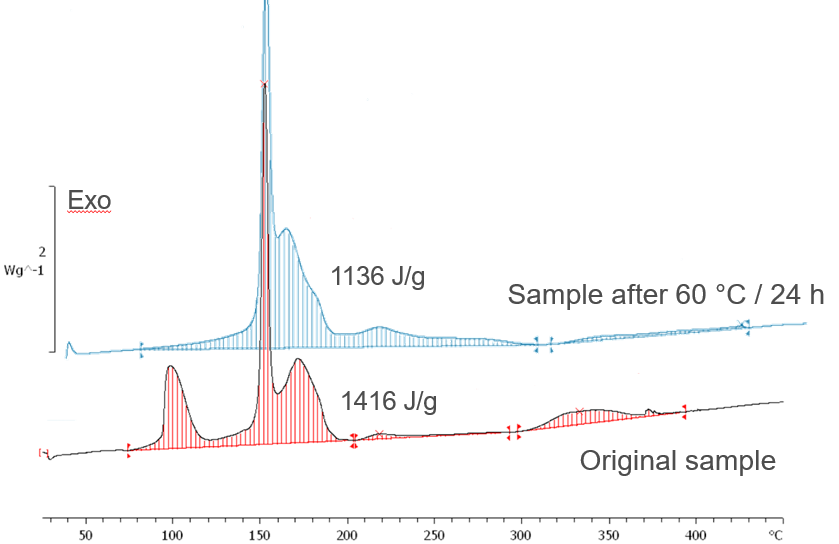 Exo
2
Wg^-1
1136 J/g
Sample after 60 °C / 24 h
1416 J/g
Original sample
50 100 150 200 250 300 350 400 °C